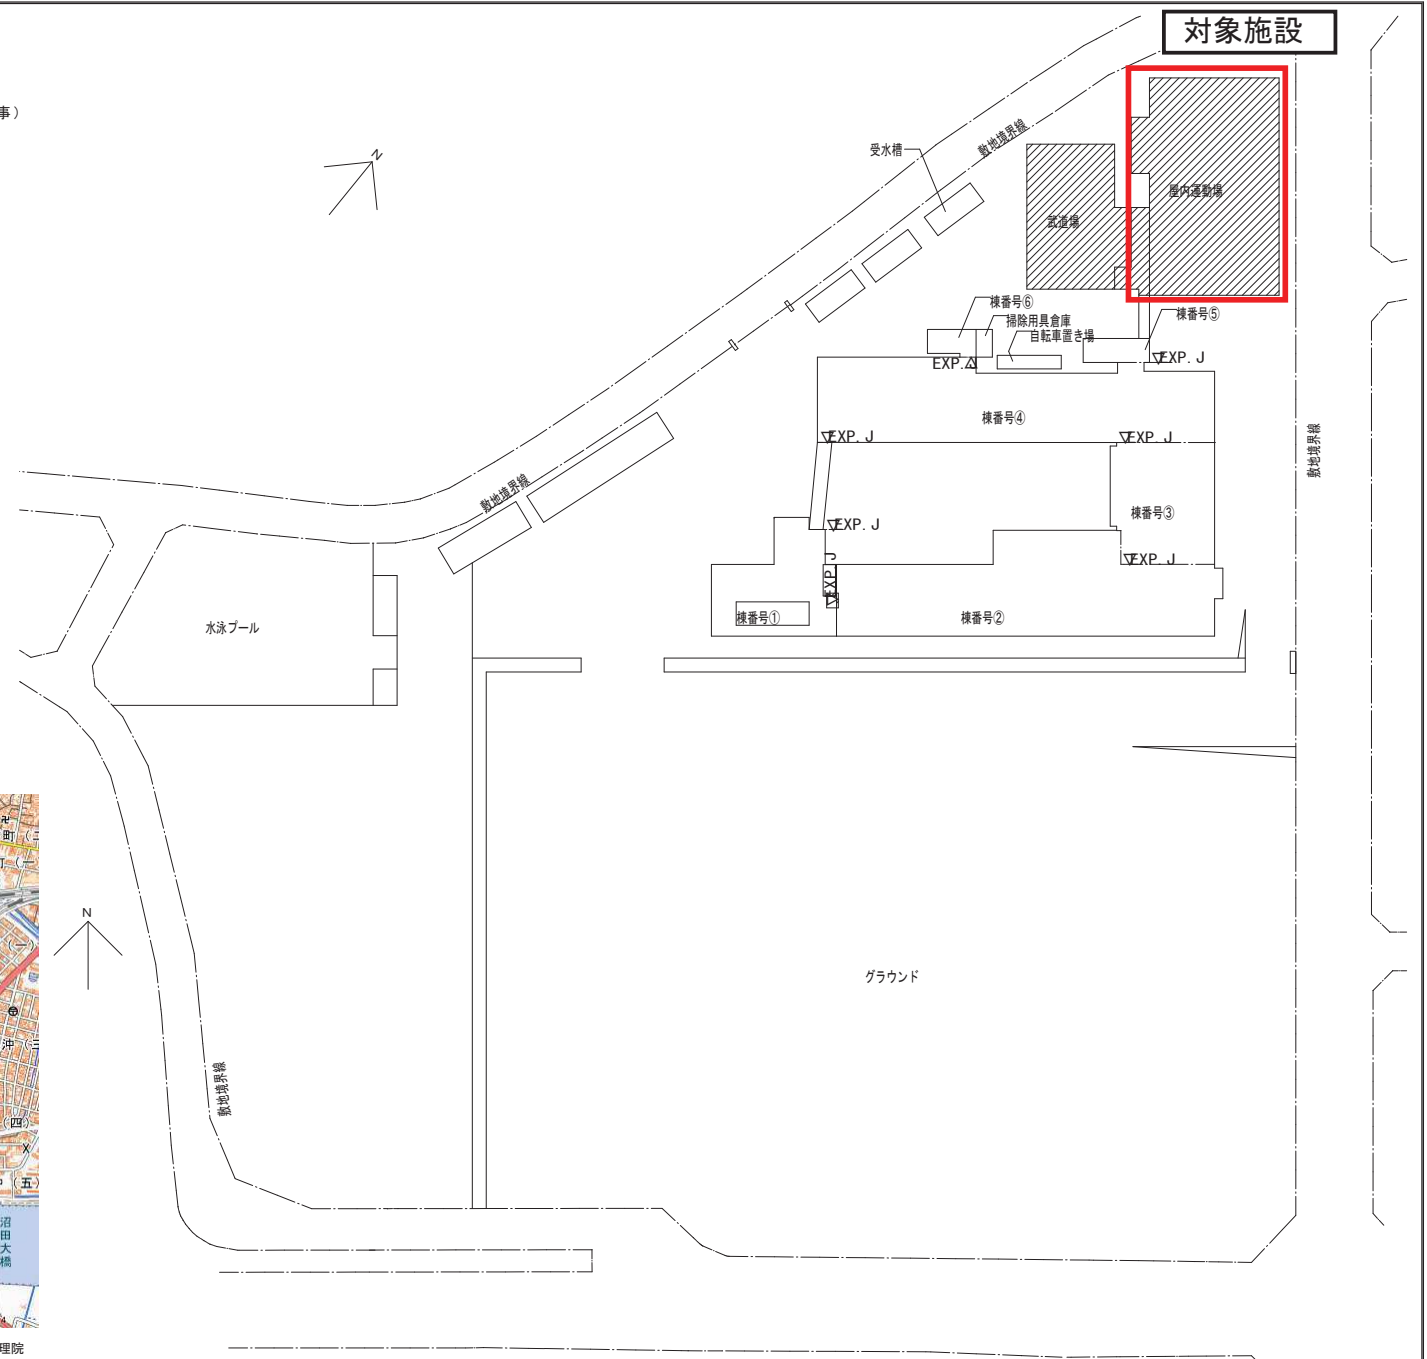 対象施設
事）
N
敷地境界線
受水槽
屋内運動場
武道場
棟番号⑥
掃除用具倉庫
自転車置き場
棟番号⑤
EXP. J
EXP. J
棟番号④
EXP. J
EXP. J
敷地境界線
敷地境界線
棟番号③
EXP. J
EXP. J
EXP. J
棟番号①
棟番号②
水泳プール
N
グラウンド
敷地境界線
町
(一)
沖
(四)
(五)
沼田大橋
理院